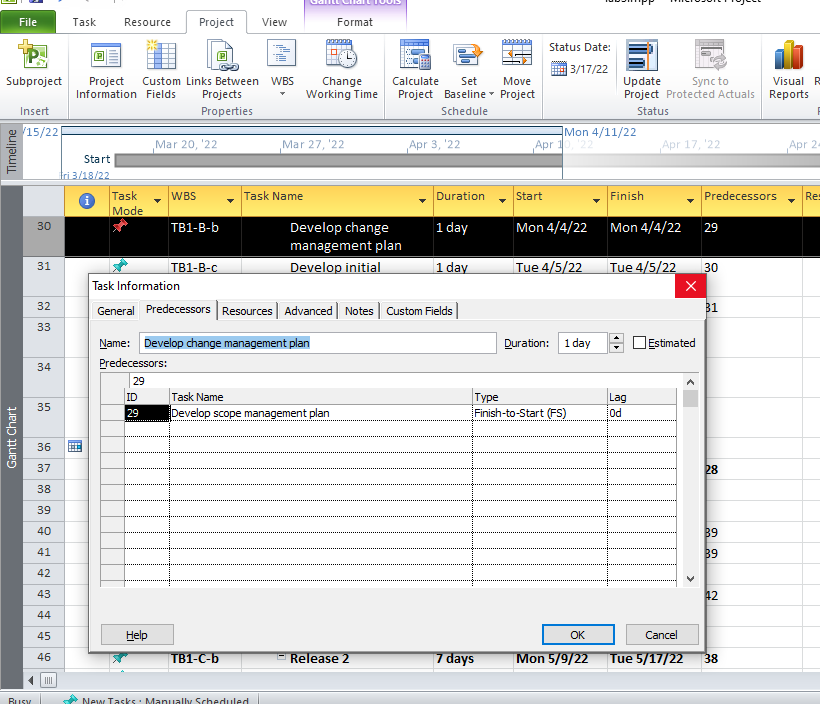 Gantt Chart Tools
lab5.mpp - Microsoft Project
File Task Resource Project View Format
Subproject
Insert
Project Information
Custom Fields
Links Between Projects
WBS
Change Working Time
Properties
Calculate Project
Set Baseline
Move Project
Schedule
Status Date:
3/17/22
Update Project
Sync to Protected Actuals
Status
Visual Reports
Timeline
/15/22
Mon 4/11/22
Mar 20, '22 Mar 27, '22 Apr 3, '22 Apr 10, '22 Apr 17, '22 Apr 24
Start
Fri 3/18/22
Task Mode WBS Task Name Duration Start Finish Predecessors Res
30 TB1-B-b Develop change management plan 1 day Mon 4/4/22 Mon 4/4/22 29
31 TB1-B-c Develop initial 1 day Tue 4/5/22 Tue 4/5/22 30
Task Information
General Predecessors Resources Advanced Notes Custom Fields
Name: Develop change management plan Duration: 1 day Estimated
Predecessors:
29
ID Task Name Type Lag
29 Develop scope management plan Finish-to-Start (FS) 0d
Help OK Cancel
32 31
33
34
35
36
37 28
38
39
40 39
41 39
42
43 42
44
45
46 TB1-C-b Release 2 7 days Mon 5/9/22 Tue 5/17/22 38
Gantt Chart
Busy New Tasks : Manually Scheduled